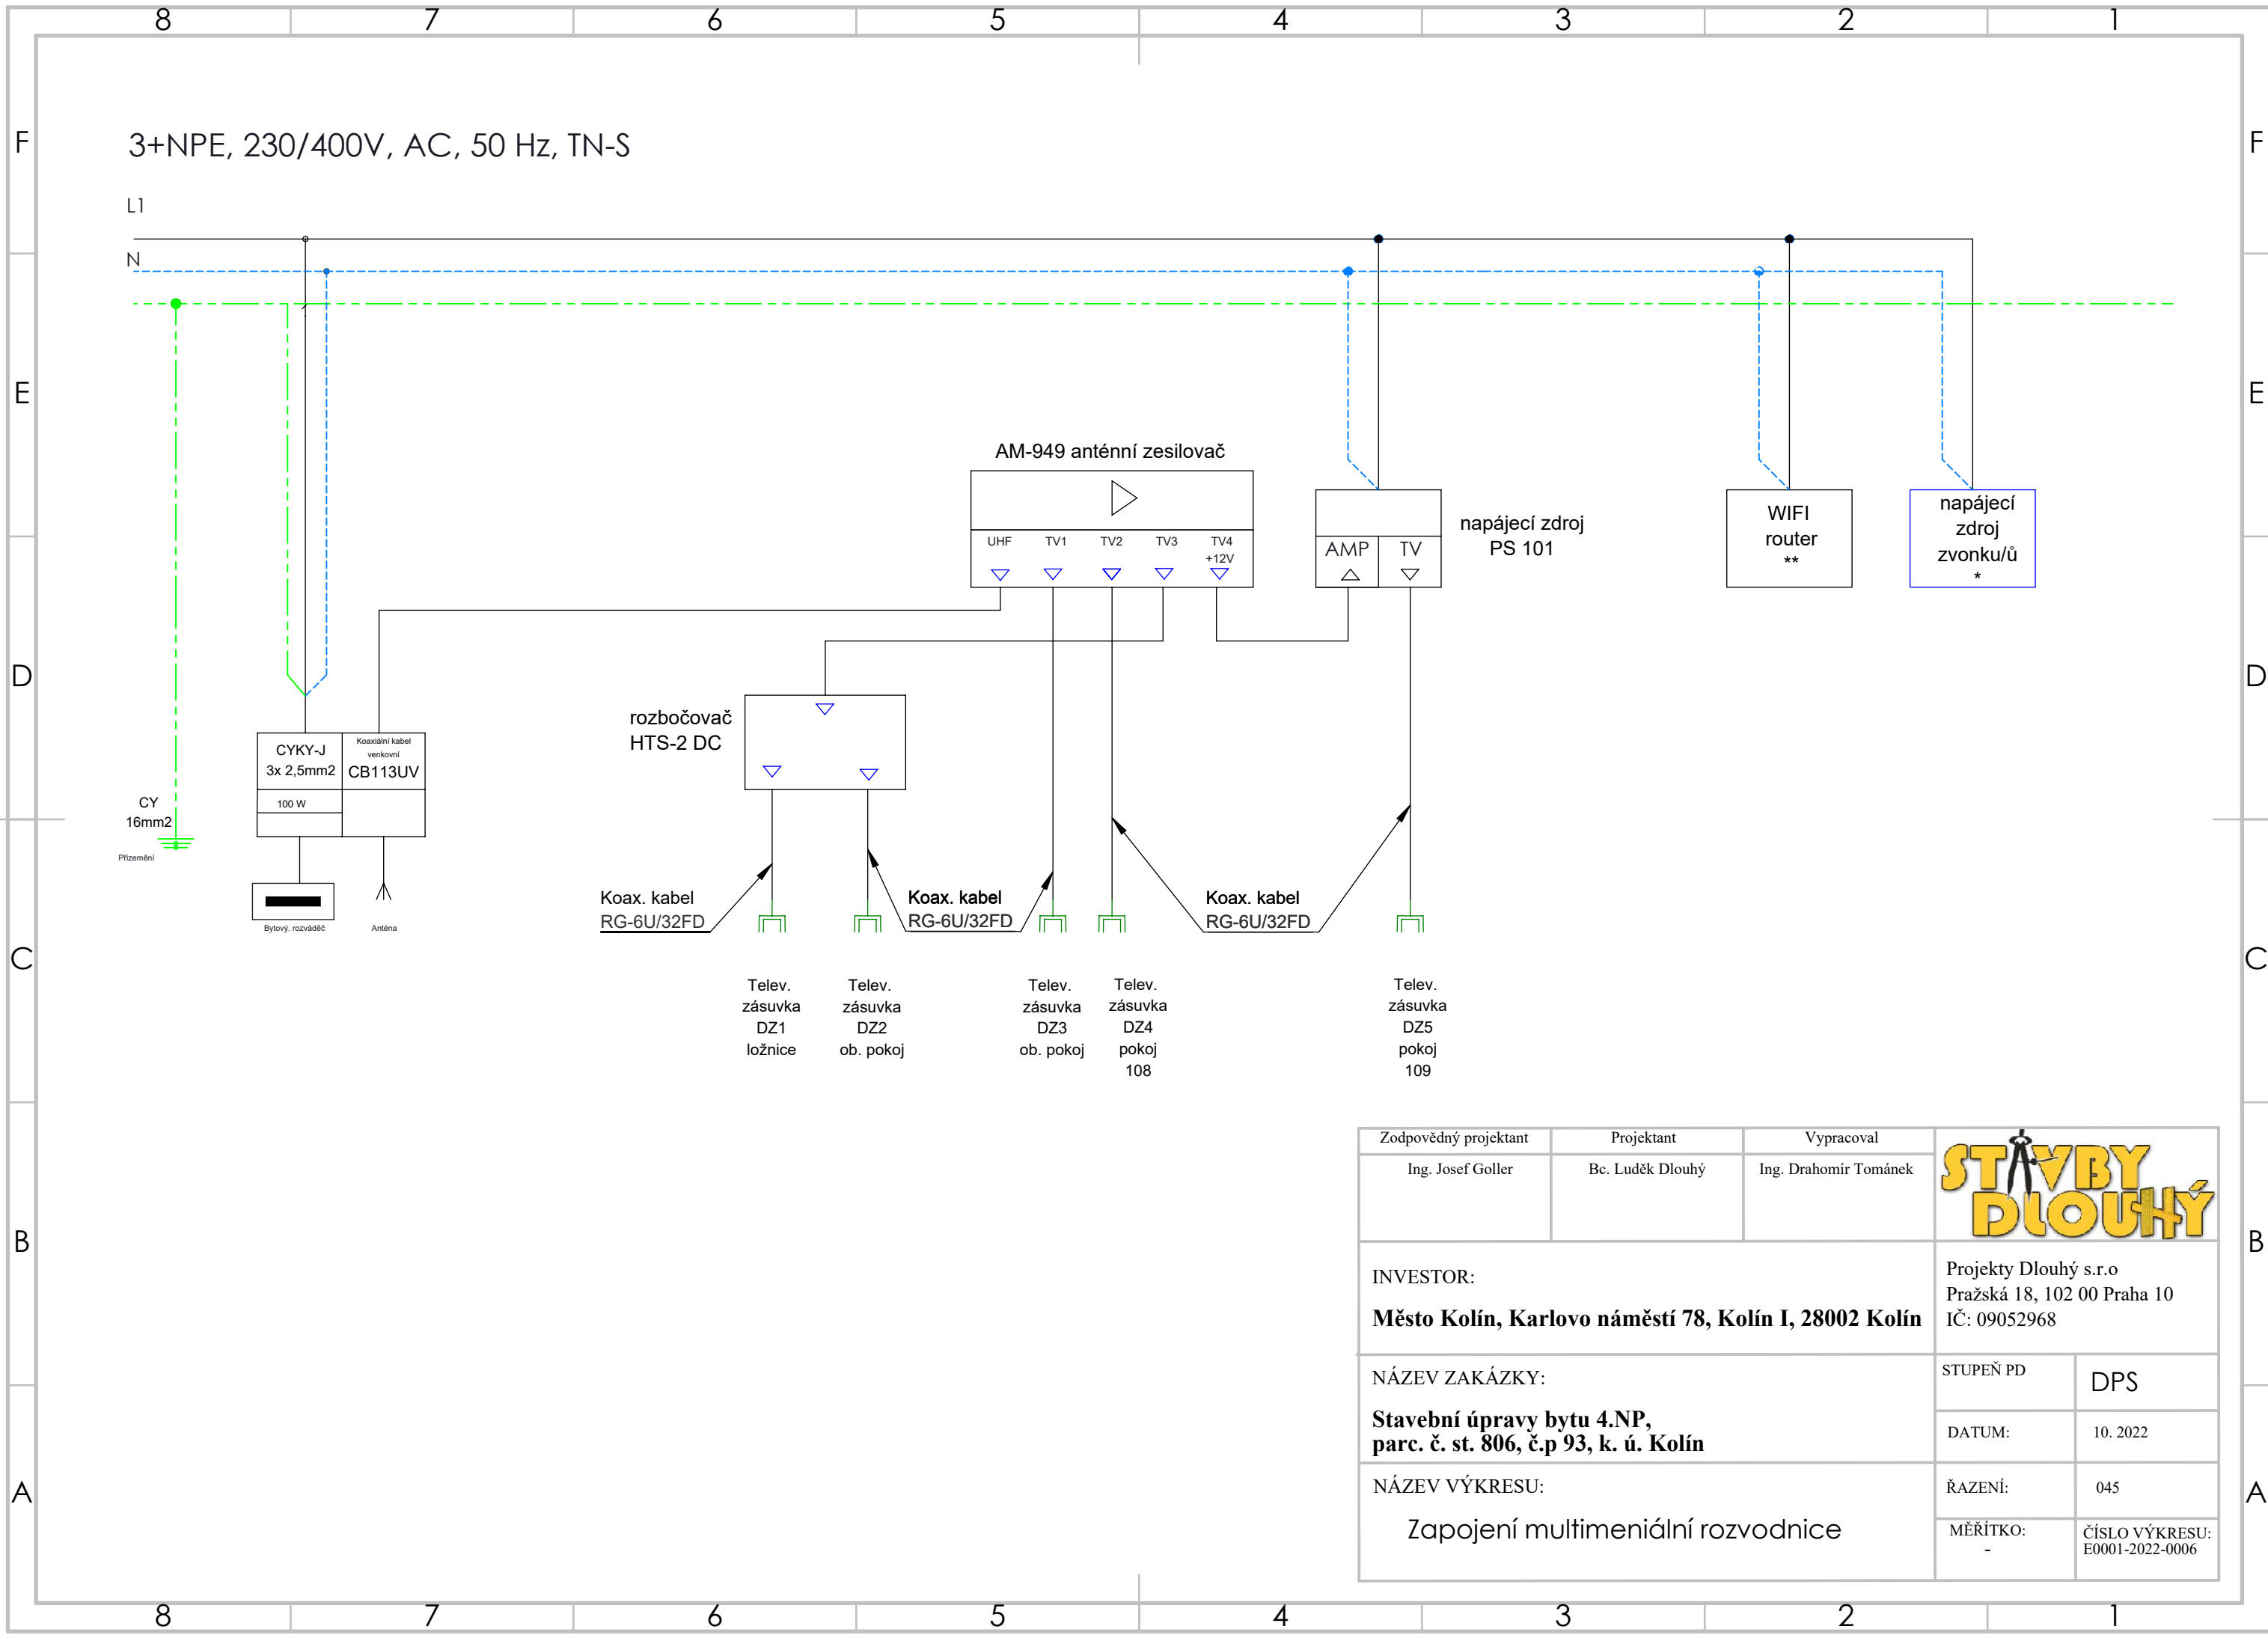 8 7 6 5 4 3 2 1
F F
3+NPE, 230/400V, AC, 50 Hz, TN-S
L1
N
E E
AM-949 anténní zesilovač
UHF TV1 TV2 TV3 TV4
+12V
AMP TV
napájecí zdroj
PS 101
WIFI
router
**
napájecí
zdroj
zvonku/ů
*
D D
rozbočovač
HTS-2 DC
CYKY-J
3x 2,5mm2
100 W
Koaxiální kabel
venkovní
CB113UV
CY
16mm2
Přizemění
Bytový. rozváděč
Anténa
Koax. kabel
RG-6U/32FD
Koax. kabel
RG-6U/32FD
Koax. kabel
RG-6U/32FD
C C
Telev.
zásuvka
DZ1
ložnice
Telev.
zásuvka
DZ2
ob. pokoj
Telev.
zásuvka
DZ3
ob. pokoj
Telev.
zásuvka
DZ4
pokoj
108
Telev.
zásuvka
DZ5
pokoj
109
B B
Zodpovědný projektant
Ing. Josef Goller
Projektant
Bc. Luděk Dlouhý
Vypracoval
Ing. Drahomír Tománek
STAVBY
DLOUHÝ
INVESTOR:
Město Kolín, Karlovo náměstí 78, Kolín I, 28002 Kolín
Projekty Dlouhý s.r.o
Pražská 18, 102 00 Praha 10
IČ: 09052968
NÁZEV ZAKÁZKY:
Stavební úpravy bytu 4.NP,
parc. č. st. 806, č.p 93, k. ú. Kolín
STUPEŇ PD DPS
DATUM: 10. 2022
A A
NÁZEV VÝKRESU:
Zapojení multimeniální rozvodnice
ŘAZENÍ: 045
MĚŘÍTKO:
-
ČÍSLO VÝKRESU:
E0001-2022-0006
8 7 6 5 4 3 2 1